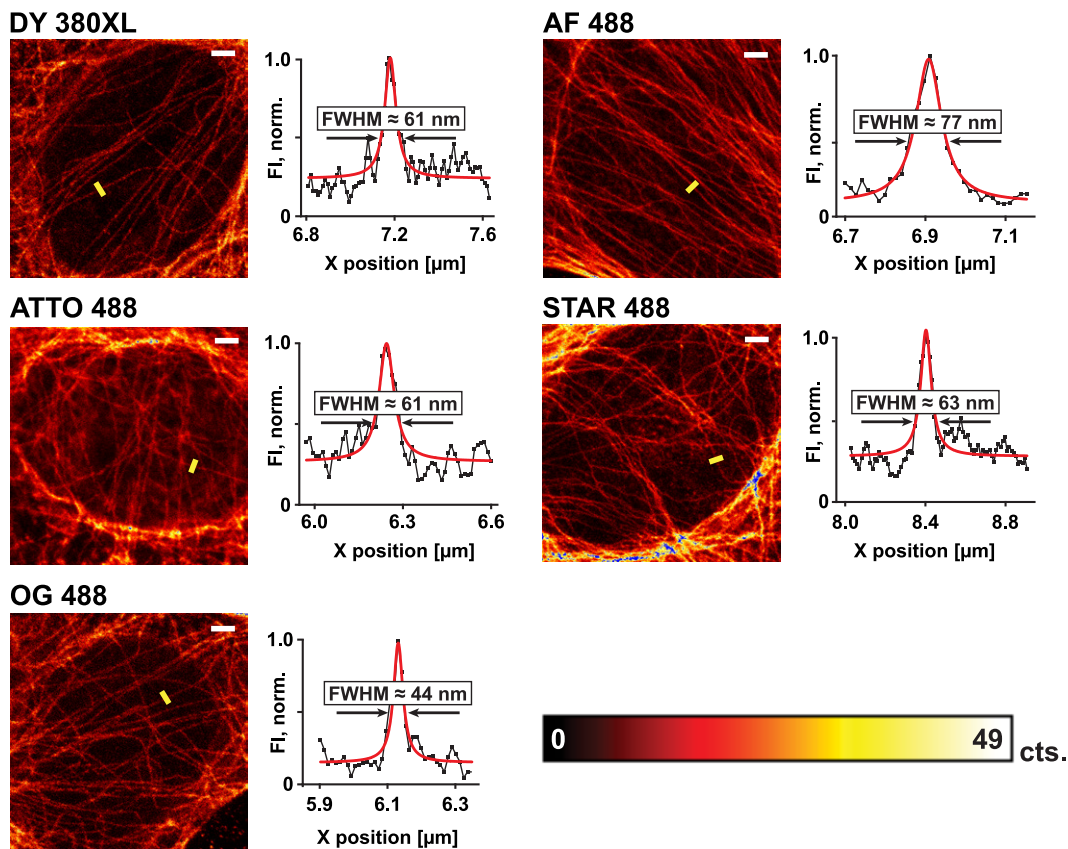 DY 380XL
FI, norm.
1.0
0
FWHM ≈ 61 nm
6.8 7.2 7.6
X position [µm]
AF 488
FI, norm.
1.0
0
FWHM ≈ 77 nm
6.7 6.9 7.1
X position [µm]
ATTO 488
FI, norm.
1.0
0
FWHM ≈ 61 nm
6.0 6.3 6.6
X position [µm]
STAR 488
FI, norm.
1.0
0
FWHM ≈ 63 nm
8.0 8.4 8.8
X position [µm]
OG 488
FI, norm.
1.0
0
FWHM ≈ 44 nm
5.9 6.1 6.3
X position [µm]
0 49 cts.